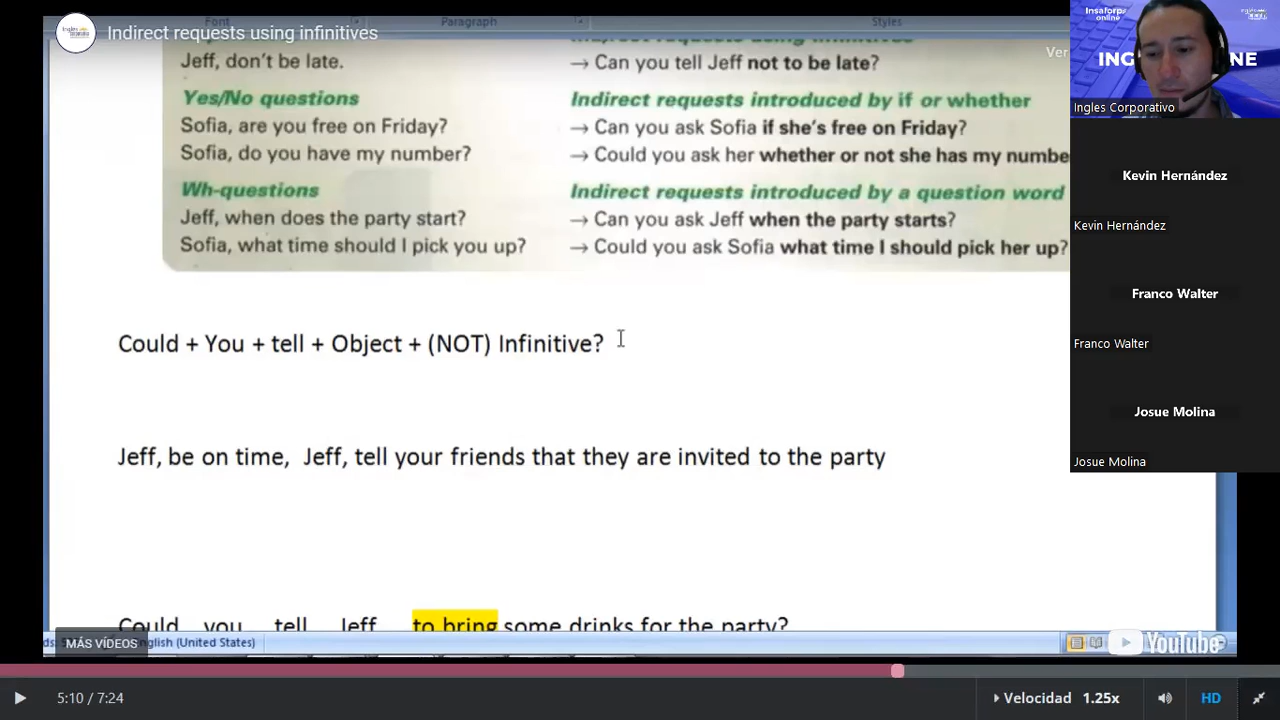 Font Paragraph Styles
Indirect requests using infinitives
Ver
Insaforp
online
Jeff, don't be late. → Can you tell Jeff not to be late?
Yes/No questions Indirect requests introduced by if or whether
Sofia, are you free on Friday? → Can you ask Sofia if she's free on Friday?
Sofia, do you have my number? → Could you ask her whether or not she has my numbe
Wh-questions Indirect requests introduced by a question word
Jeff, when does the party start? → Can you ask Jeff when the party starts?
Sofia, what time should I pick you up? → Could you ask Sofia what time I should pick her up?
Could + You + tell + Object + (NOT) Infinitive?
Jeff, be on time, Jeff, tell your friends that they are invited to the party
Could you tell Jeff to bring some drinks for the party?
MÁS VÍDEOS
English (United States)
YouTube
5:10 / 7:24
Velocidad 1.25x
HD
Ingles Corporativo
Kevin Hernández
Kevin Hernández
Franco Walter
Franco Walter
Josue Molina
Josue Molina